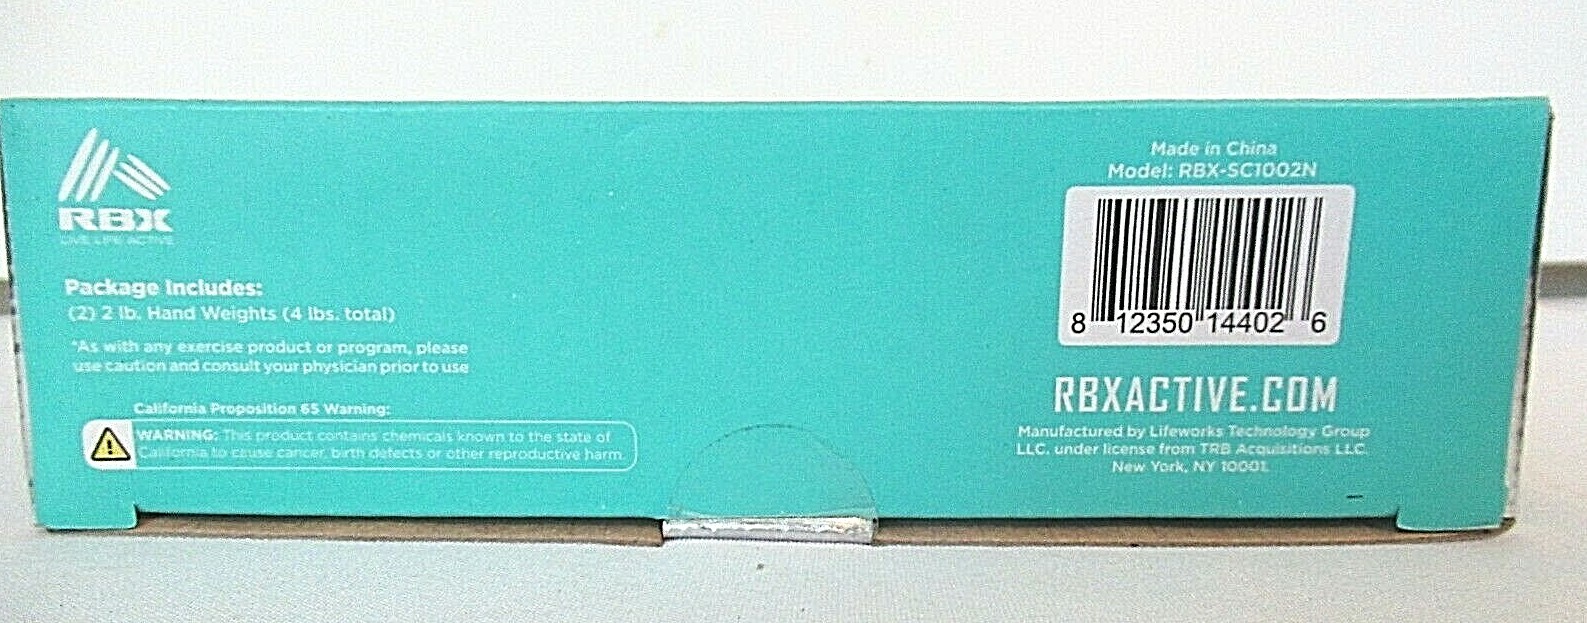 RBX
LIVE LIFE ACTIVE
Package Includes:
(2) 2 lb. Hand Weights (4 lbs. total)
*As with any exercise product or program, please
use caution and consult your physician prior to use
California Proposition 65 Warning:
WARNING: This product contains chemicals known to the state of
California to cause cancer, birth defects or other reproductive harm.
Made in China
Model: RBX-SC1002N
8 12350 14402 6
RBXACTIVE.COM
Manufactured by Lifeworks Technology Group
LLC. under license from TRB Acquisitions LLC.
New York, NY 10001.